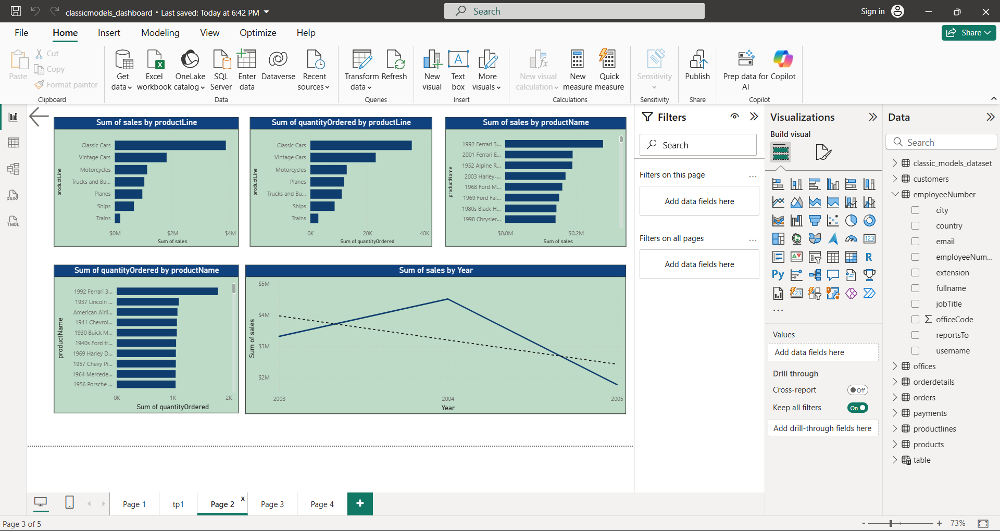 classicmodels_dashboard • Last saved: Today at 6:42 PM
Search
Sign in
File
Home
Insert
Modeling
View
Optimize
Help
Share
Paste
Cut
Copy
Format painter
Clipboard
Get data
Excel workbook
OneLake catalog
SQL Server
Enter data
Dataverse
Recent sources
Data
Transform data
Refresh
Queries
New visual
Text box
More visuals
Insert
New visual calculation
New measure
Quick measure
Calculations
Sensitivity
Sensitivity
Publish
Share
Prep data for AI
Copilot
Copilot
DAX
TMDL
Sum of sales by productLine
productLine
Classic Cars
Vintage Cars
Motorcycles
Trucks and Bu...
Planes
Ships
Trains
$0M
$2M
$4M
Sum of sales
Sum of quantityOrdered by productLine
productLine
Classic Cars
Vintage Cars
Motorcycles
Planes
Trucks and Bu...
Ships
Trains
0K
20K
40K
Sum of quantityOrdered
Sum of sales by productName
productName
1992 Ferrari 3...
2001 Ferrari E...
1952 Alpine R...
2003 Harley-...
1968 Ford M...
1969 Ford Fal...
1980s Black H...
1998 Chrysler...
$0.0M
$0.2M
Sum of sales
Sum of quantityOrdered by productName
productName
1992 Ferrari 3...
1937 Lincoln ...
American Airli...
1941 Chevrol...
1930 Buick M...
1940s Ford tr...
1969 Harley D...
1957 Chevy Pi...
1964 Mercede...
1956 Porsche ...
0K
1K
2K
Sum of quantityOrdered
Sum of sales by Year
Sum of sales
$5M
$4M
$3M
$2M
2003
2004
2005
Year
Filters
Search
Filters on this page
...
Add data fields here
Filters on all pages
...
Add data fields here
Visualizations
Build visual
123
R
Py
123
...
Values
Add data fields here
Drill through
Cross-report
Off
Keep all filters
On
Add drill-through fields here
Data
Search
classic_models_dataset
customers
employeeNumber
city
country
email
employeeNum...
extension
fullname
jobTitle
Σ officeCode
reportsTo
username
offices
orderdetails
orders
payments
productlines
products
table
Page 1
tp1
Page 2
x
Page 3
Page 4
+
Page 3 of 5
- + 73%